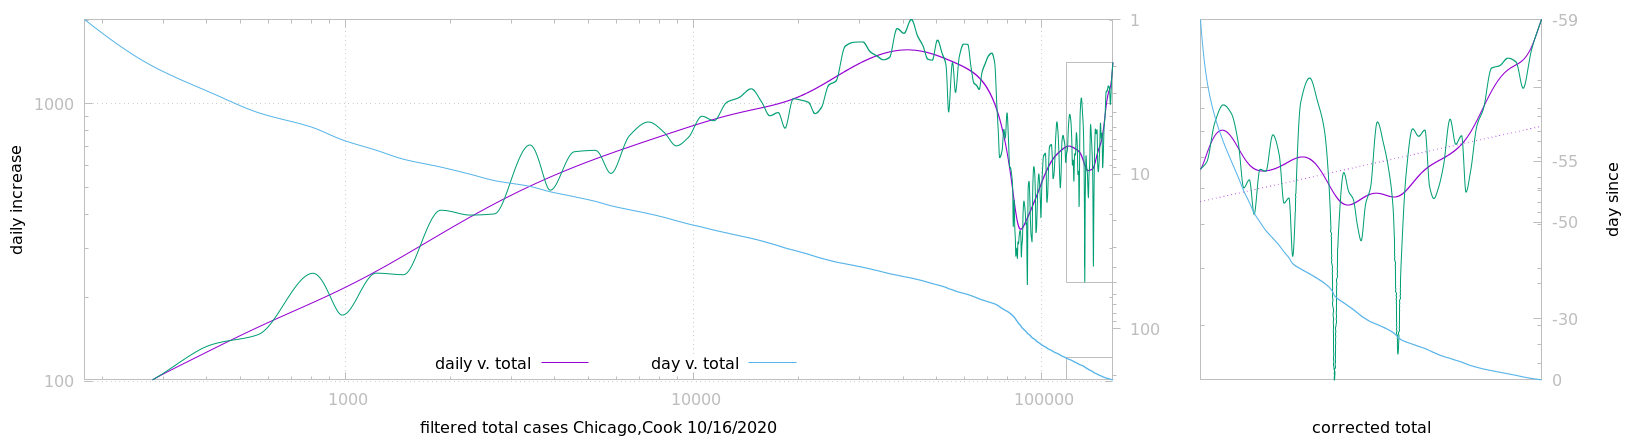 1000
100
daily increase
1
10
100
daily v. total
day v. total
1000
10000
100000
filtered total cases Chicago,Cook 10/16/2020
-59
-55
-50
-30
0
day since
corrected total